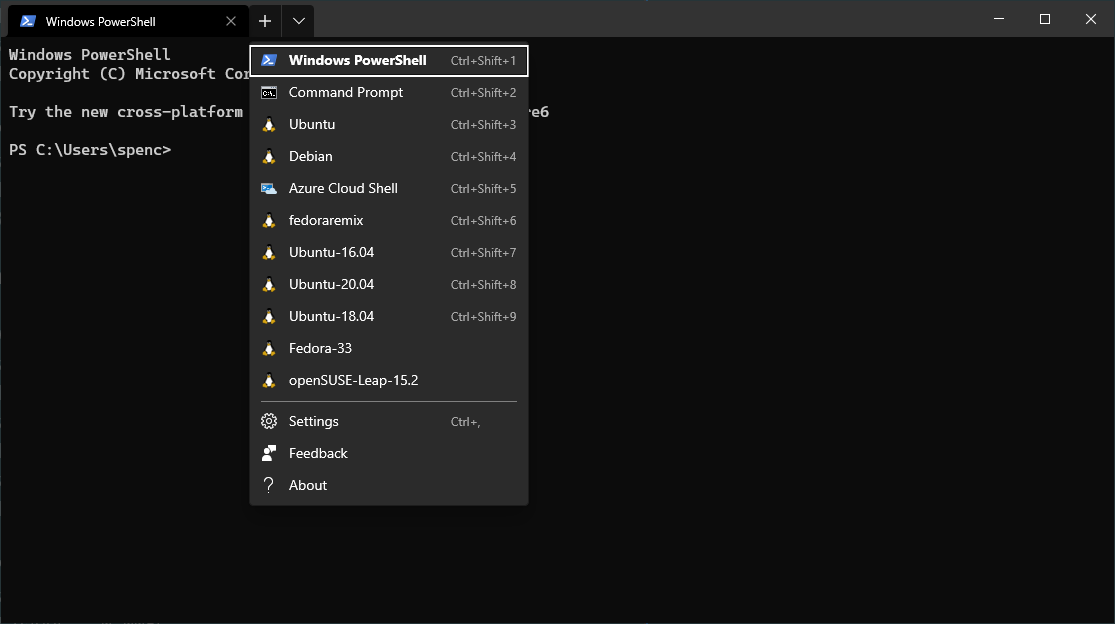 Windows PowerShell
Windows PowerShell
Copyright (C) Microsoft Cor
Try the new cross-platform re6
PS C:\Users\spenc>
Windows PowerShell Ctrl+Shift+1
Command Prompt Ctrl+Shift+2
Ubuntu Ctrl+Shift+3
Debian Ctrl+Shift+4
Azure Cloud Shell Ctrl+Shift+5
fedoraremix Ctrl+Shift+6
Ubuntu-16.04 Ctrl+Shift+7
Ubuntu-20.04 Ctrl+Shift+8
Ubuntu-18.04 Ctrl+Shift+9
Fedora-33
openSUSE-Leap-15.2
Settings Ctrl+,
Feedback
About